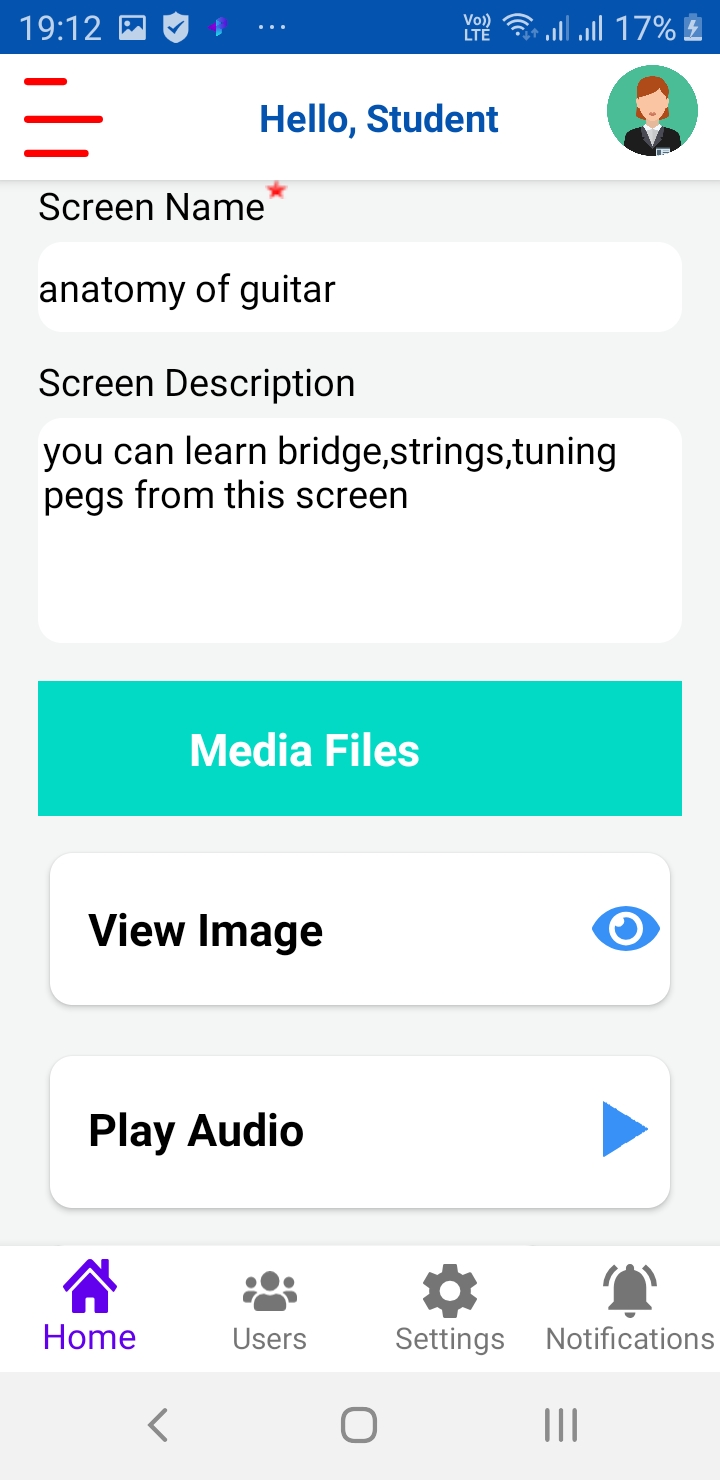 19:12 Vo)) LTE 17%
Hello, Student
Screen Name
anatomy of guitar
Screen Description
you can learn bridge,strings,tuning
pegs from this screen
Media Files
View Image
Play Audio
Home Users Settings Notifications